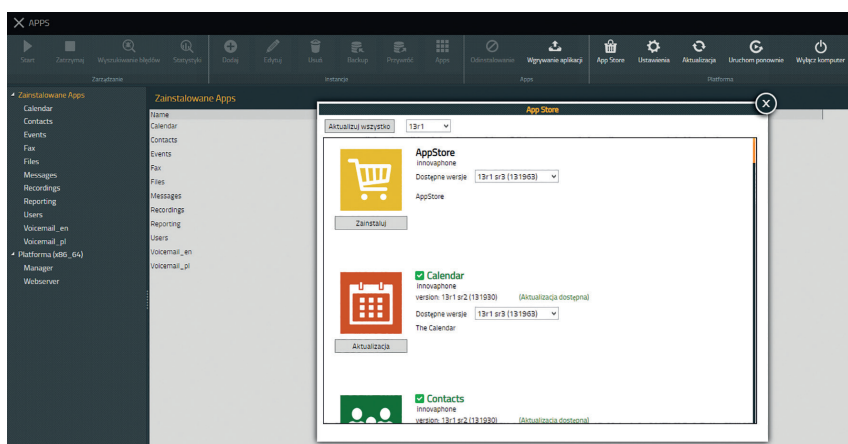 APPS
Start Zatrzymaj Wyszukiwanie błędów Statystyki Dodaj Edytuj Usuń Backup Przywróć Apps Odinstalowanie Wgrywanie aplikacji App Store Ustawienia Aktualizacja Uruchom ponownie Wyłącz komputer
Zarządzanie Instancje Apps Platforma
Zainstalowane Apps
Calendar
Contacts
Events
Fax
Files
Messages
Recordings
Reporting
Users
Voicemail_en
Voicemail_pl
Platforma (x86_64)
Manager
Webserver
Zainstalowane Apps
Name
Calendar
Contacts
Events
Fax
Files
Messages
Recordings
Reporting
Users
Voicemail_en
Voicemail_pl
App Store
Aktualizuj wszystko 13r1
AppStore
innovaphone
Dostępne wersje 13r1 sr3 (131963)
AppStore
Zainstaluj
Calendar
innovaphone
version: 13r1 sr2 (131930) (Aktualizacja dostępna)
Dostępne wersje 13r1 sr3 (131963)
The Calendar
Aktualizacja
Contacts
innovaphone
version: 13r1 sr2 (131930) (Aktualizacja dostępna)